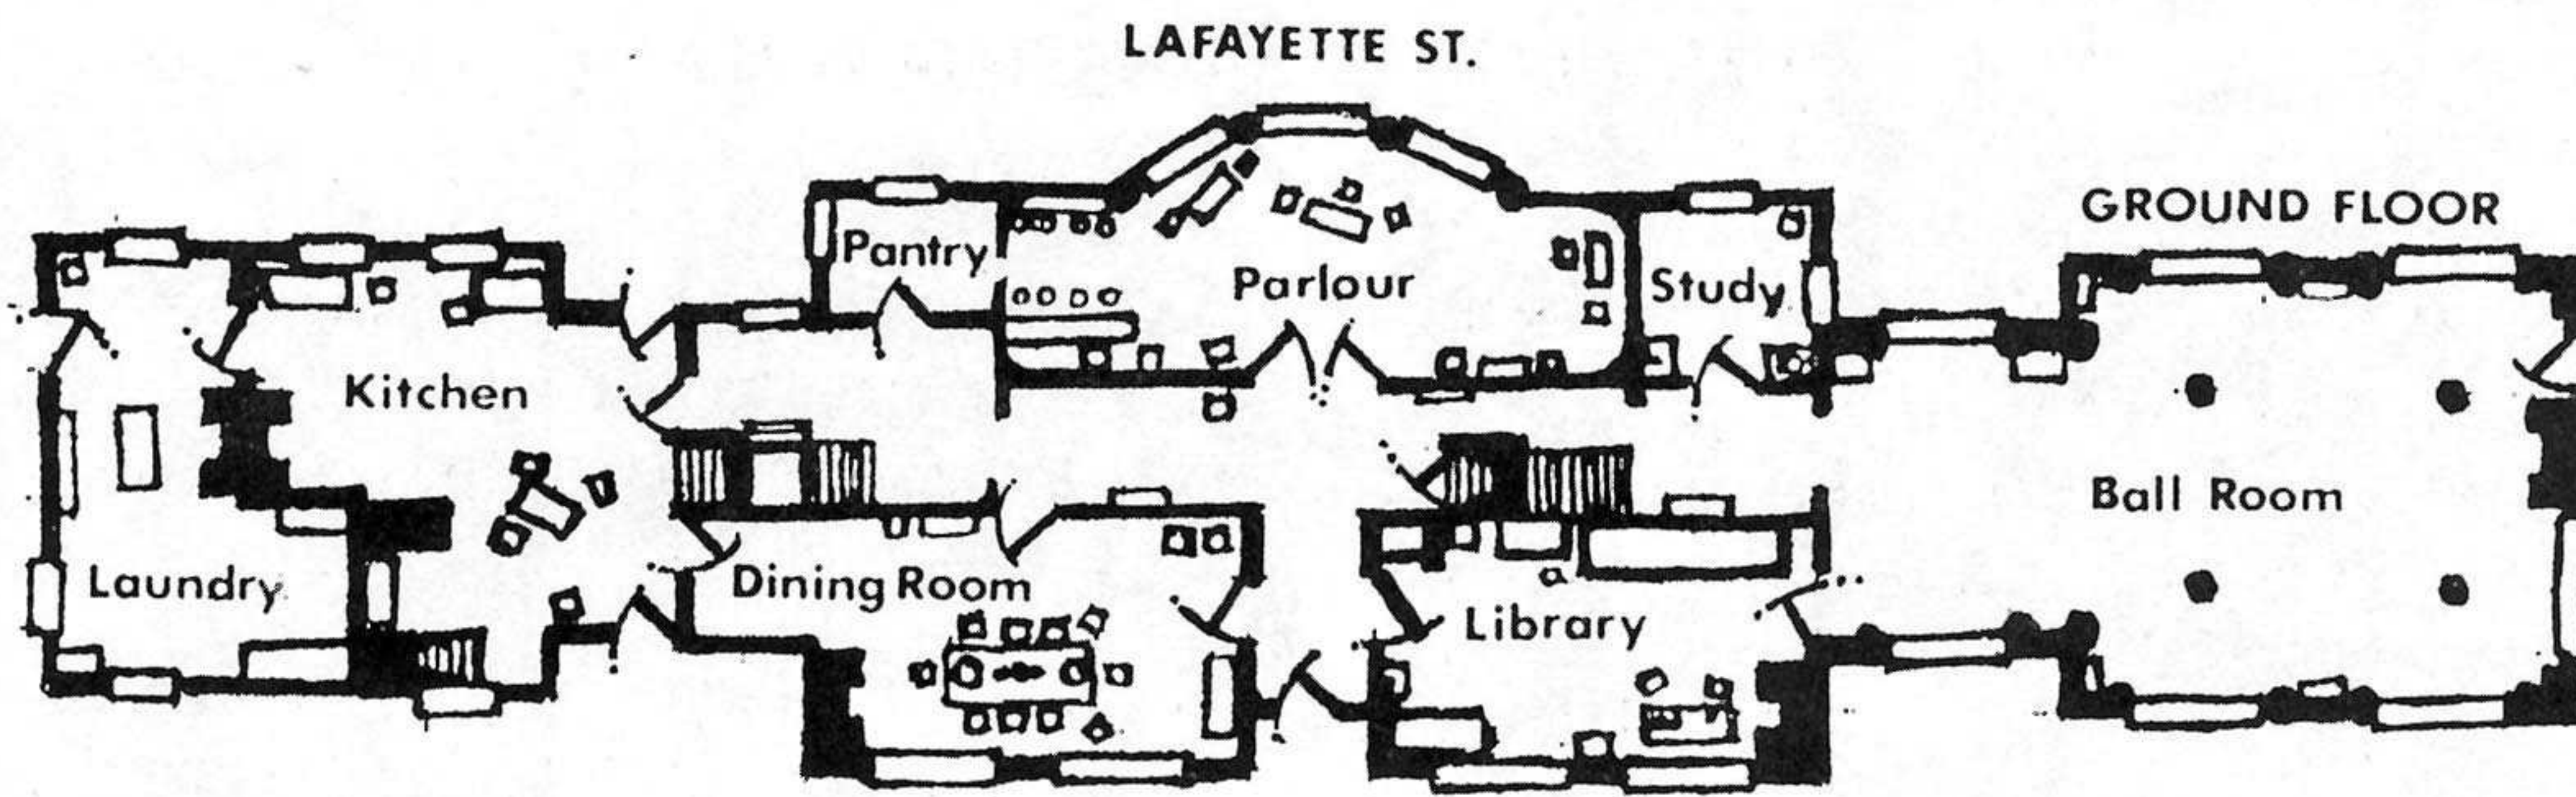 LAFAYETTE ST.
GROUND FLOOR
Pantry
Parlour
Study
Kitchen
Ball Room
Laundry
Dining Room
Library